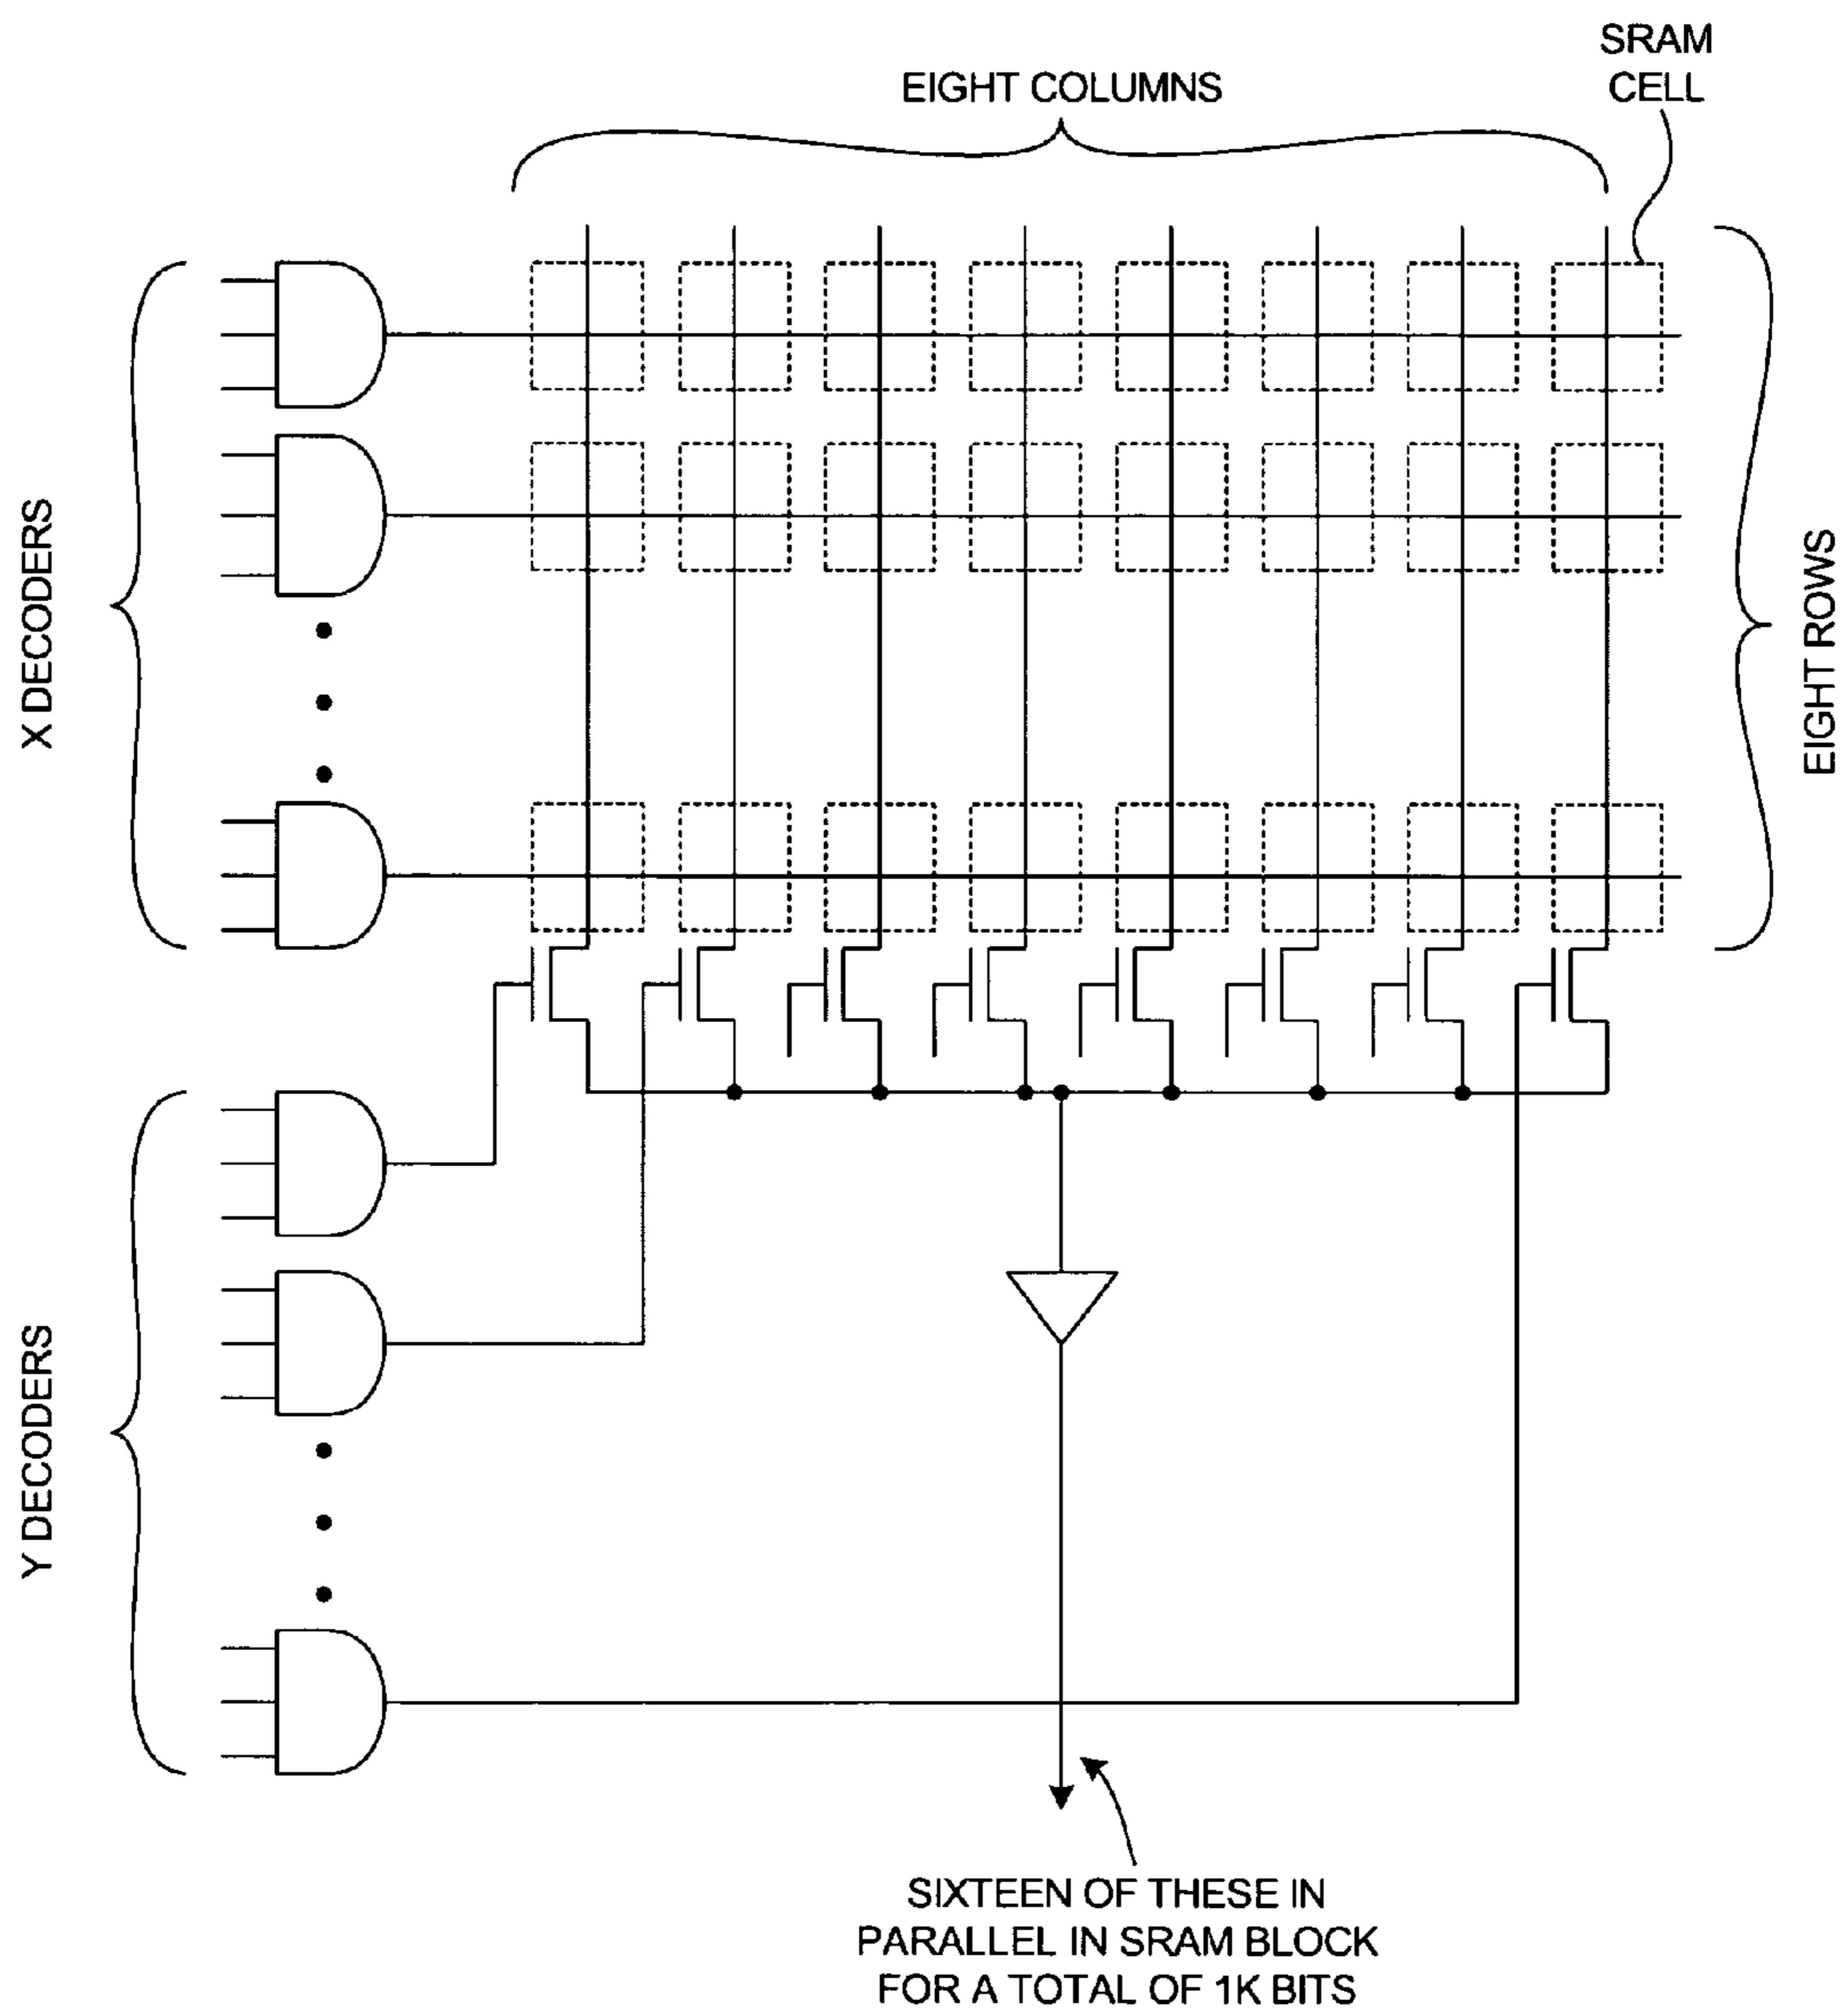 SRAM
CELL
EIGHT COLUMNS
X DECODERS
EIGHT ROWS
Y DECODERS
SIXTEEN OF THESE IN
PARALLEL IN SRAM BLOCK
FOR A TOTAL OF 1K BITS